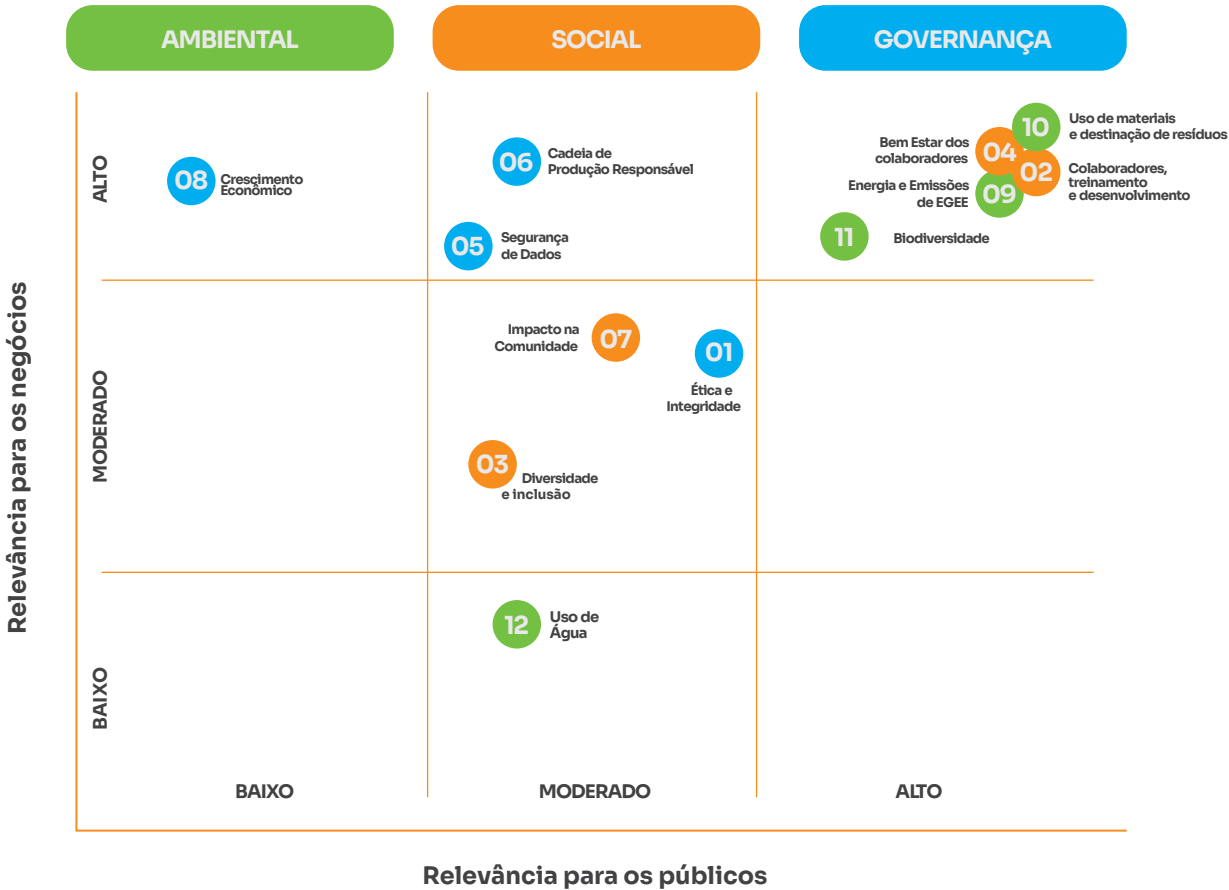 AMBIENTAL
SOCIAL
GOVERNANÇA
Relevância para os negócios
ALTO
MODERADO
BAIXO
08
Cresçimento
Econômico
06
Cadeia de
Produção Responsável
05
Segurança
de Dados
10
Uso de materiais
e destinação de resíduos
Bem Estar dos
colaboradores
04
02
Colaboradores,
treinamento
e desenvolvimento
Energia e Emissões
de EGEE
09
11
Biodiversidade
Impacto na
Comunidade
07
01
Ética e
Integridade
03
Diversidade
e inclusão
12
Uso de
Água
BAIXO
MODERADO
ALTO
Relevância para os públicos